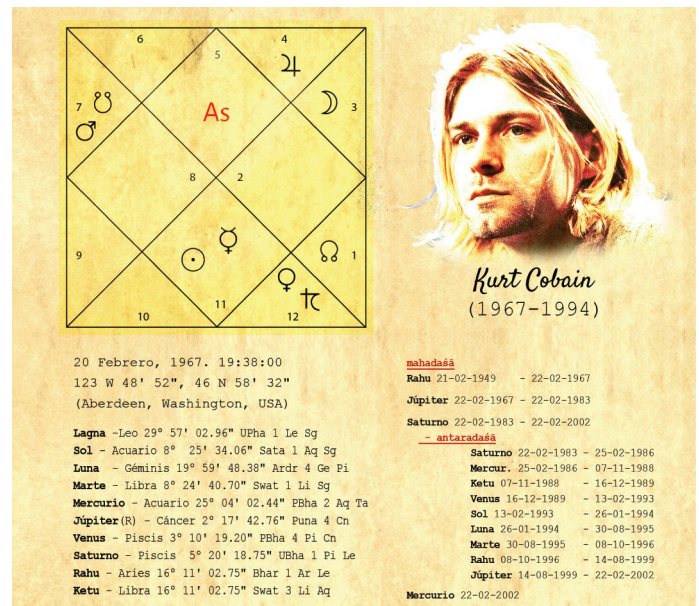 6
5
4
As
7
3
8
2
9
1
10
11
12
Kurt Cobain
(1967-1994)
20 Febrero, 1967. 19:38:00
123 W 48' 52", 46 N 58' 32"
(Aberdeen, Washington, USA)
Lagna -Leo 29° 57' 02.96" UPha 1 Le Sg
Sol - Acuario 8° 25' 34.06" Sata 1 Aq Sg
Luna - Géminis 19° 59' 48.38" Ardr 4 Ge Pi
Marte - Libra 8° 24' 40.70" Swat 1 Li Sg
Mercurio - Acuario 25° 04' 02.44" PBha 2 Aq Ta
Júpiter(R) - Cáncer 2° 17' 42.76" Puna 4 Cn
Venus - Piscis 3° 10' 19.20" PBha 4 Pi Cn
Saturno - Piscis 5° 20' 18.75" UBha 1 Pi Le
Rahu - Aries 16° 11' 02.75" Bhar 1 Ar Le
Ketu - Libra 16° 11' 02.75" Swat 3 Li Aq
mahadaśā
Rahu 21-02-1949 - 22-02-1967
Júpiter 22-02-1967 - 22-02-1983
Saturno 22-02-1983 - 22-02-2002
- antaradaśā
Saturno 22-02-1983 - 25-02-1986
Mercur. 25-02-1986 - 07-11-1988
Ketu 07-11-1988 - 16-12-1989
Venus 16-12-1989 - 13-02-1993
Sol 13-02-1993 - 26-01-1994
Luna 26-01-1994 - 30-08-1995
Marte 30-08-1995 - 08-10-1996
Rahu 08-10-1996 - 14-08-1999
Júpiter 14-08-1999 - 22-02-2002
Mercurio 22-02-2002